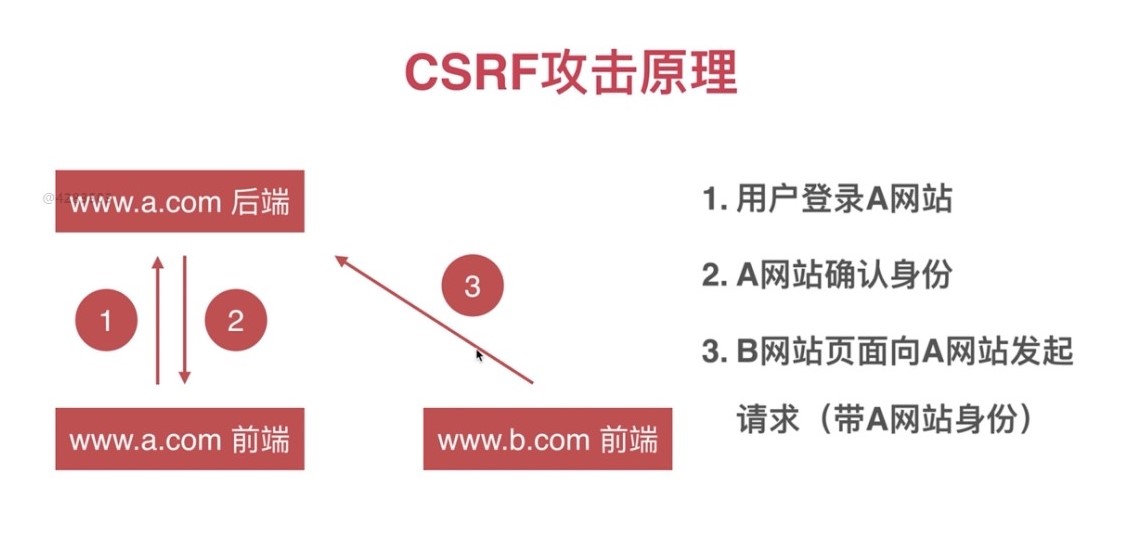 CSRF攻击原理
www.a.com 后端
1
2
3
www.a.com 前端
www.b.com 前端
1. 用户登录A网站
2. A网站确认身份
3. B网站页面向A网站发起
请求（带A网站身份）